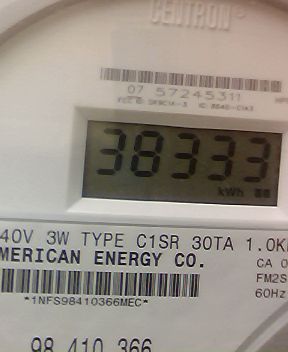 CENTRON®
07 57245311
38333
kWh
40V 3W TYPE C1SR 30TA 1.0K
MERICAN ENERGY CO.
CA 0
FM2S
60Hz
*1NFS98410366MEC*
98 410 366